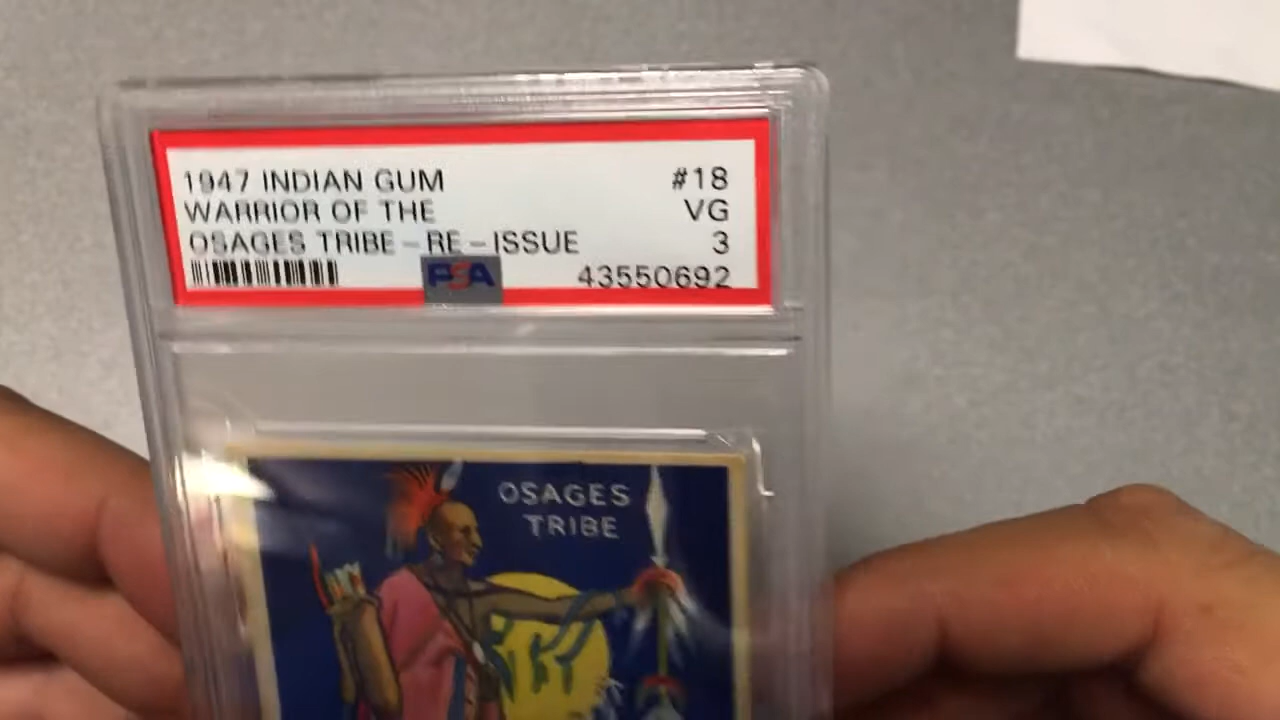 1947 INDIAN GUM #18
WARRIOR OF THE VG
OSAGES TRIBE - RE - ISSUE 3
PSA 43550692
OSAGES
TRIBE